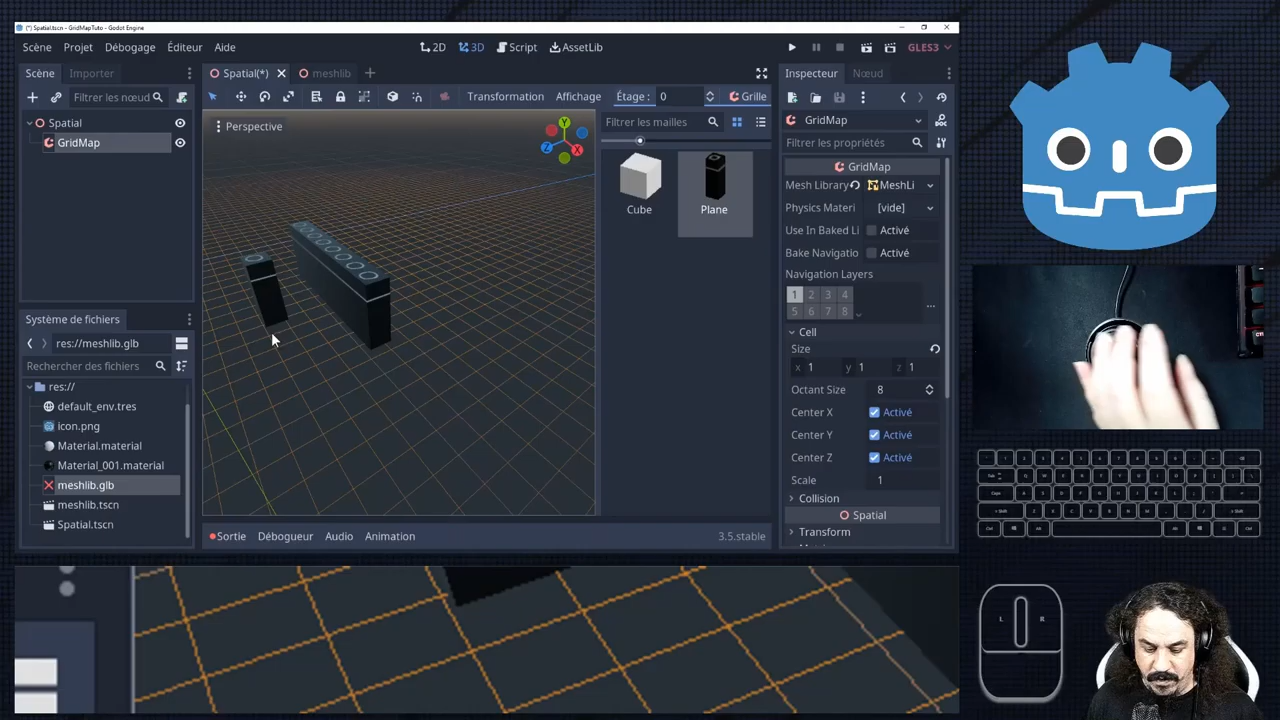 (*) Spatial.tscn - GridMapTuto - Godot Engine
Scène Projet Débogage Éditeur Aide
2D 3D Script AssetLib
GLES3
Scène Importer
Filtrer les nœud
Spatial
GridMap
Système de fichiers
res://meshlib.glb
Rechercher des fichiers
res://
default_env.tres
icon.png
Material.material
Material_001.material
meshlib.glb
meshlib.tscn
Spatial.tscn
Spatial(*) meshlib
Transformation Affichage Étage : 0 Grille
Perspective
Y
Z
X
Filtrer les mailles
Cube Plane
Sortie Débogueur Audio Animation 3.5.stable
Inspecteur Nœud
GridMap
Filtrer les propriétés
GridMap
Mesh Library MeshLi
Physics Materi [vide]
Use In Baked Li Activé
Bake Navigatio Activé
Navigation Layers
1 2 3 4
5 6 7 8
Cell
Size
x 1 y 1 z 1
Octant Size 8
Center X Activé
Center Y Activé
Center Z Activé
Scale 1
Collision
Spatial
Transform
L R